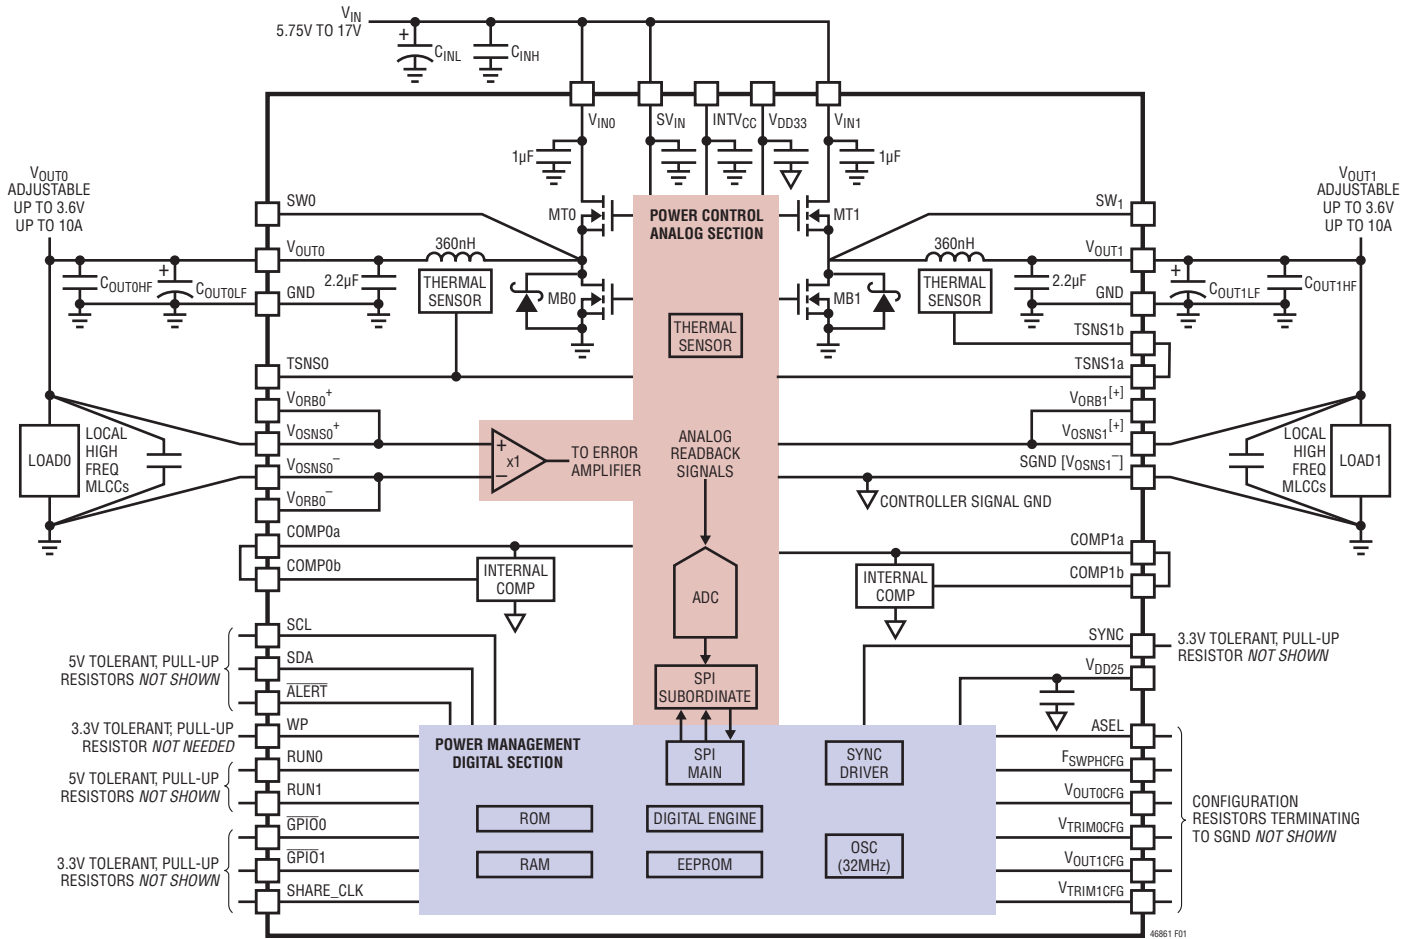 VIN
5.75V TO 17V
+
CINL
CINH
VIN0
SVIN
INTVCC
VDD33
VIN1
1µF
1µF
VOUT0
ADJUSTABLE
UP TO 3.6V
UP TO 10A
VOUT1
ADJUSTABLE
UP TO 3.6V
UP TO 10A
SW0
MT0
POWER CONTROL
ANALOG SECTION
MT1
SW1
VOUT0
360nH
360nH
VOUT1
COUT0HF
+
COUT0LF
GND
2.2µF
THERMAL
SENSOR
MB0
MB1
THERMAL
SENSOR
2.2µF
GND
+
COUT1LF
COUT1HF
THERMAL
SENSOR
TSNS1b
TSNS0
TSNS1a
VORB0+
VORB1[+]
LOAD0
LOCAL
HIGH
FREQ
MLCCs
VOSNS0+
+
x1
−
TO ERROR
AMPLIFIER
ANALOG
READBACK
SIGNALS
VOSNS1[+]
LOCAL
HIGH
FREQ
MLCCs
LOAD1
VOSNS0−
SGND [VOSNS1−]
VORB0−
CONTROLLER SIGNAL GND
COMP0a
COMP1a
COMP0b
INTERNAL
COMP
ADC
INTERNAL
COMP
COMP1b
SCL
SYNC
3.3V TOLERANT, PULL-UP
RESISTOR NOT SHOWN
5V TOLERANT, PULL-UP
RESISTORS NOT SHOWN
SDA
SPI
SUBORDINATE
VDD25
ALERT
3.3V TOLERANT, PULL-UP
RESISTOR NOT NEEDED
WP
POWER MANAGEMENT
DIGITAL SECTION
SPI
MAIN
SYNC
DRIVER
ASEL
5V TOLERANT, PULL-UP
RESISTORS NOT SHOWN
RUN0
FSWPHCFG
RUN1
VOUT0CFG
CONFIGURATION
RESISTORS TERMINATING
TO SGND NOT SHOWN
GPIO0
ROM
DIGITAL ENGINE
OSC
(32MHz)
VTRIM0CFG
3.3V TOLERANT, PULL-UP
RESISTORS NOT SHOWN
GPIO1
RAM
EEPROM
VOUT1CFG
SHARE_CLK
VTRIM1CFG
46861 F01